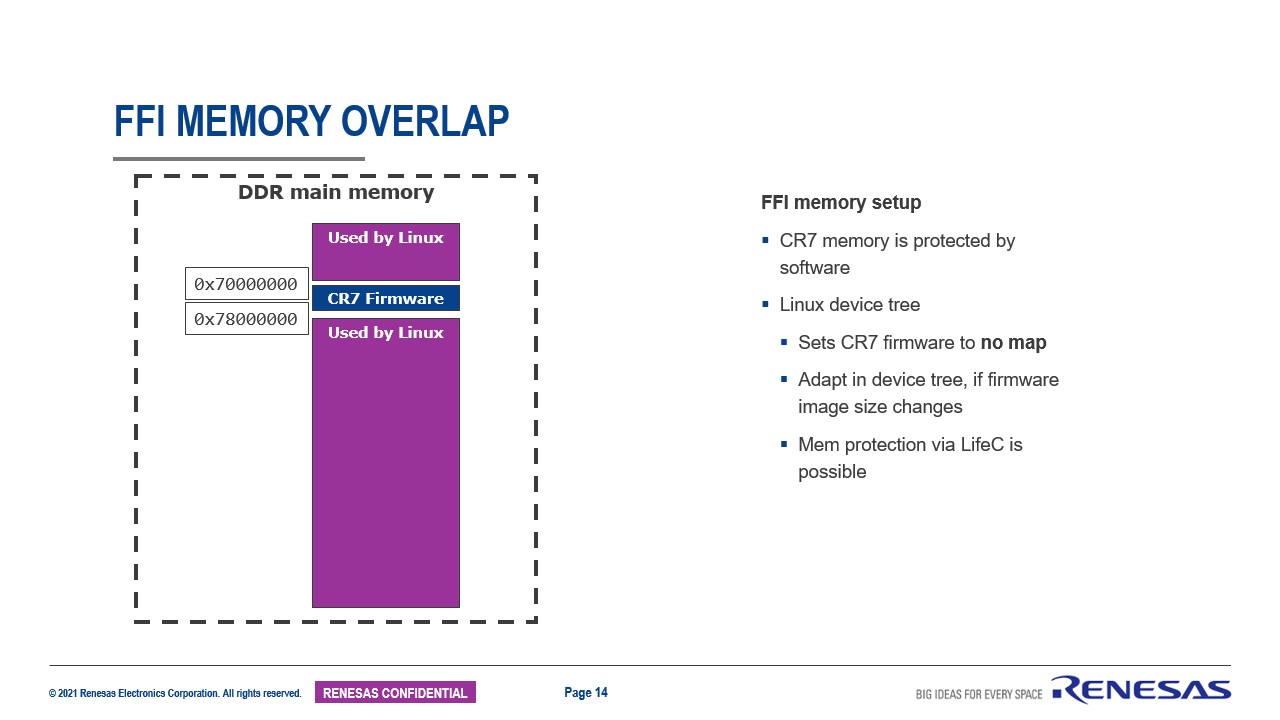 FFI MEMORY OVERLAP
DDR main memory
Used by Linux
0x70000000
CR7 Firmware
0x78000000
Used by Linux
FFI memory setup
▪ CR7 memory is protected by
software
▪ Linux device tree
▪ Sets CR7 firmware to no map
▪ Adapt in device tree, if firmware
image size changes
▪ Mem protection via LifeC is
possible
© 2021 Renesas Electronics Corporation. All rights reserved.
RENESAS CONFIDENTIAL
Page 14
BIG IDEAS FOR EVERY SPACE
RENESAS